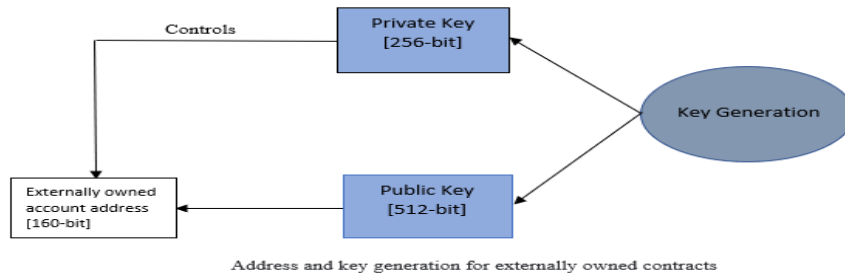 Private Key
[256-bit]
Controls
Key Generation
Externally owned
account address
[160-bit]
Public Key
[512-bit]
Address and key generation for externally owned contracts